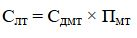 Слт = Сдмт × Пмт